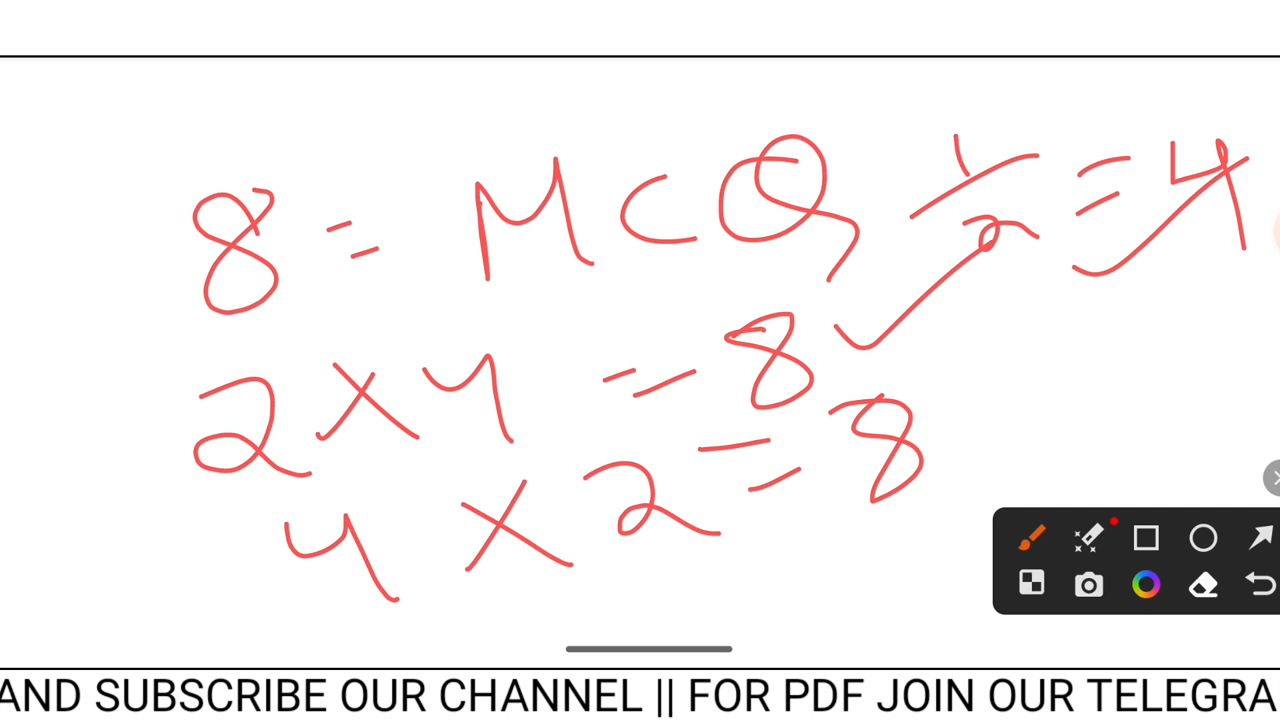 8 = MCQ 1/2 = 4
2 × 4 = 8
4 × 2 = 8
AND SUBSCRIBE OUR CHANNEL || FOR PDF JOIN OUR TELEGRA